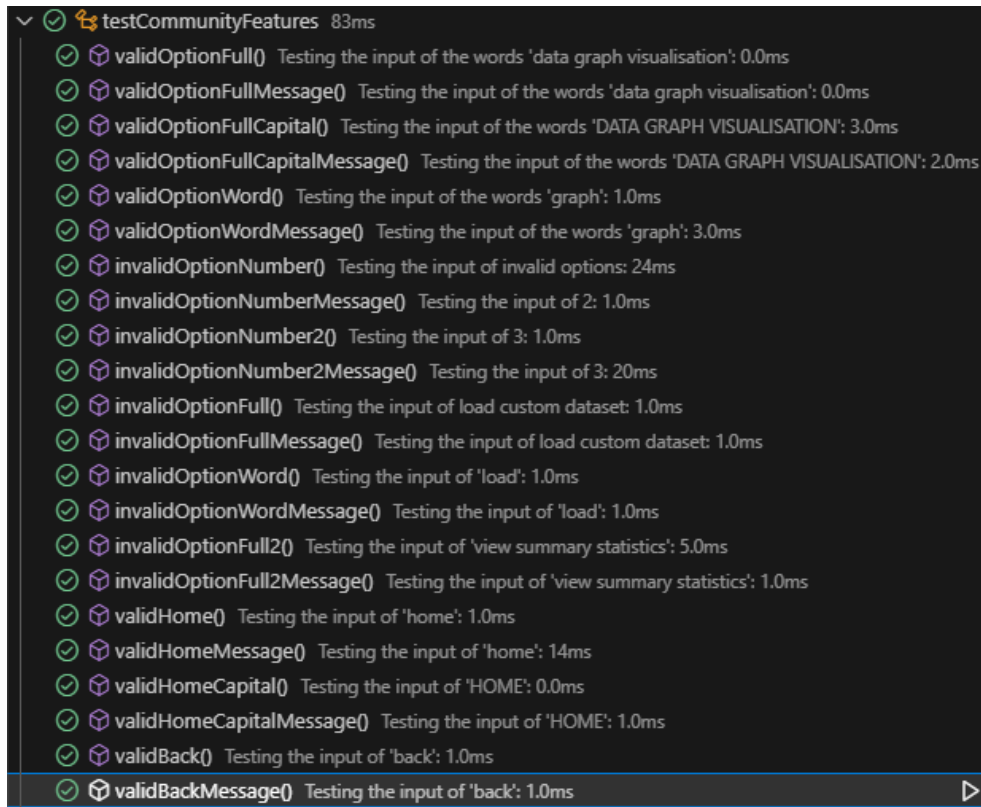 testCommunityFeatures 83ms
validOptionFull() Testing the input of the words 'data graph visualisation': 0.0ms
validOptionFullMessage() Testing the input of the words 'data graph visualisation': 0.0ms
validOptionFullCapital() Testing the input of the words 'DATA GRAPH VISUALISATION': 3.0ms
validOptionFullCapitalMessage() Testing the input of the words 'DATA GRAPH VISUALISATION': 2.0ms
validOptionWord() Testing the input of the words 'graph': 1.0ms
validOptionWordMessage() Testing the input of the words 'graph': 3.0ms
invalidOptionNumber() Testing the input of invalid options: 24ms
invalidOptionNumberMessage() Testing the input of 2: 1.0ms
invalidOptionNumber2() Testing the input of 3: 1.0ms
invalidOptionNumber2Message() Testing the input of 3: 20ms
invalidOptionFull() Testing the input of load custom dataset: 1.0ms
invalidOptionFullMessage() Testing the input of load custom dataset: 1.0ms
invalidOptionWord() Testing the input of 'load': 1.0ms
invalidOptionWordMessage() Testing the input of 'load': 1.0ms
invalidOptionFull2() Testing the input of 'view summary statistics': 5.0ms
invalidOptionFull2Message() Testing the input of 'view summary statistics': 1.0ms
validHome() Testing the input of 'home': 1.0ms
validHomeMessage() Testing the input of 'home': 14ms
validHomeCapital() Testing the input of 'HOME': 0.0ms
validHomeCapitalMessage() Testing the input of 'HOME': 1.0ms
validBack() Testing the input of 'back': 1.0ms
validBackMessage() Testing the input of 'back': 1.0ms